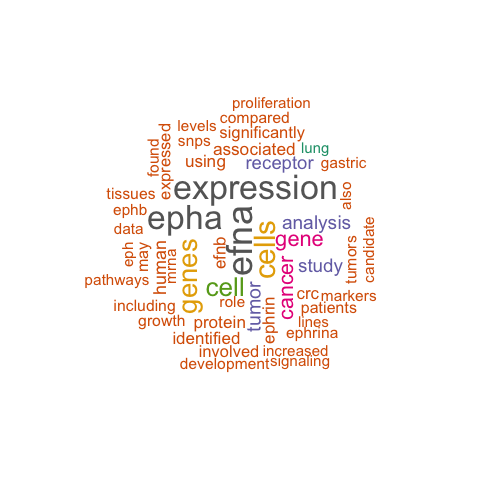 proliferation
compared
levels
significantly
snps
associated
lung
found
expressed
using
receptor
gastric
expression
also
tissues
ephb
epha
efna
analysis
data
gene
candidate
eph
may
human
mrna
genes
efnb
cells
study
tumors
pathways
cell
cancer
crc
markers
including
role
tumor
ephrin
patients
growth
protein
lines
identified
ephrina
involved
increased
development
signaling